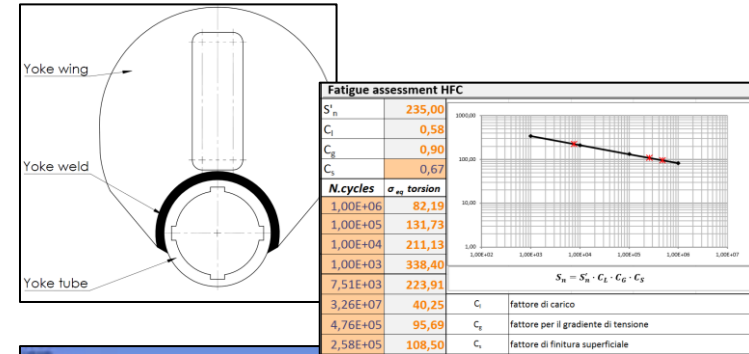 Yoke wing
Yoke weld
Yoke tube
Fatigue assessment HFC
S'n 235,00
Cl 0,58
Cg 0,90
Cs 0,67
N.cycles σ eq torsion
1,00E+06 82,19
1,00E+05 131,73
1,00E+04 211,13
1,00E+03 338,40
7,51E+03 223,91
3,26E+07 40,25
4,76E+05 95,69
2,58E+05 108,50
1000,00
100,00
1,00
1,00E+02 1,00E+03 1,00E+04 1,00E+05 1,00E+06 1,00E+07
Sn = S'n · CL · CG · CS
Cl fattore di carico
Cg fattore per il gradiente di tensione
Cs fattore di finitura superficiale